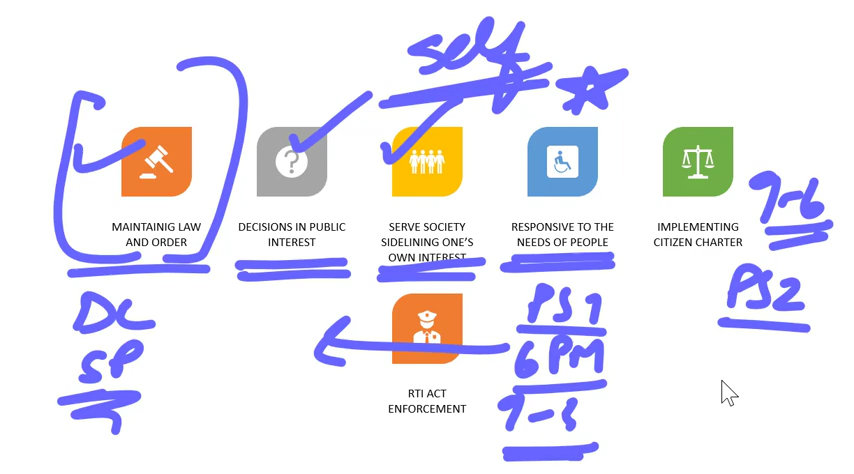 self
MAINTAINIG LAW
AND ORDER
DECISIONS IN PUBLIC
INTEREST
SERVE SOCIETY
SIDELINING ONE'S
OWN INTEREST
RESPONSIVE TO THE
NEEDS OF PEOPLE
IMPLEMENTING
CITIZEN CHARTER
9-6
DC
SP
PS1
6 PM
PS2
RTI ACT
ENFORCEMENT